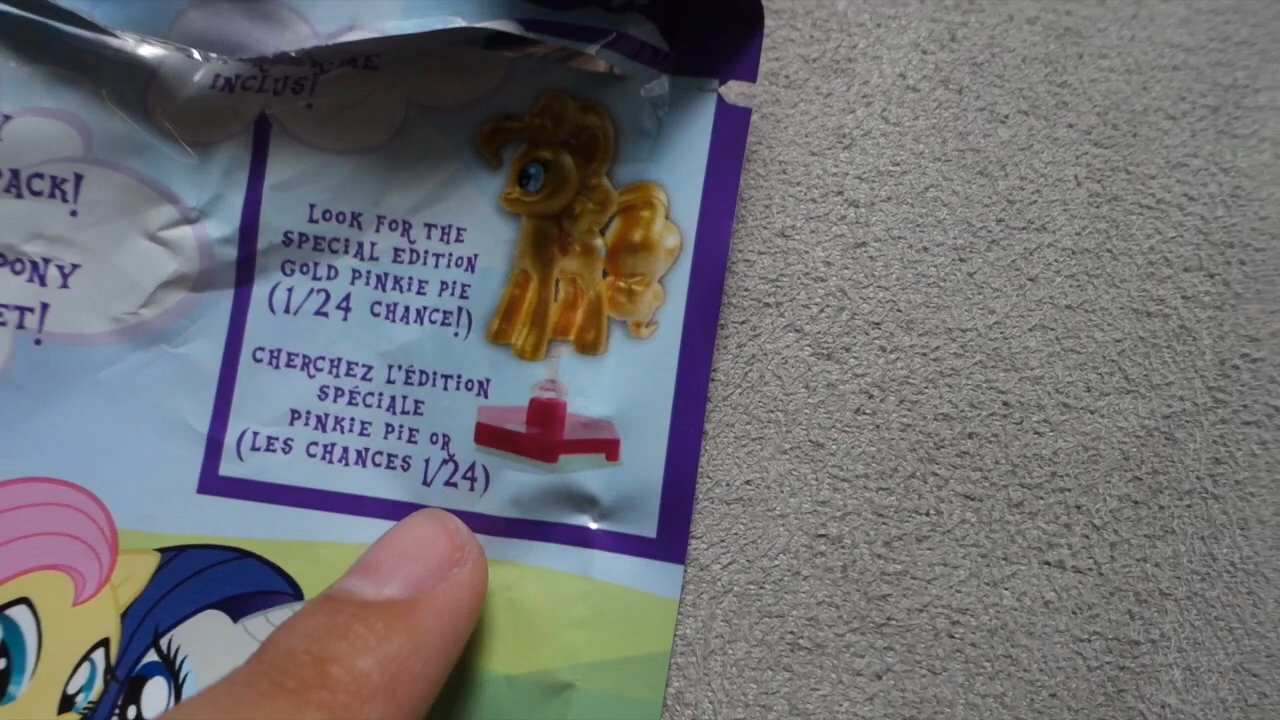 INCLUS!
PACK!
PONY
ET!
LOOK FOR THE
SPECIAL EDITION
GOLD PINKIE PIE
(1/24 CHANCE!)
CHERCHEZ L'ÉDITION
SPÉCIALE
PINKIE PIE OR
(LES CHANCES 1/24)